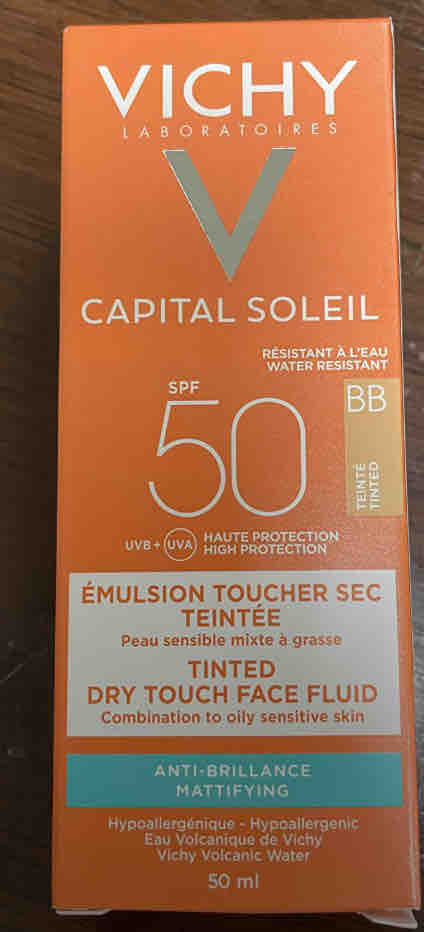 VICHY
LABORATOIRES
V
CAPITAL SOLEIL
RÉSISTANT À L'EAU
WATER RESISTANT
SPF
50
BB
TEINTÉ
TINTED
UVB + UVA
HAUTE PROTECTION
HIGH PROTECTION
ÉMULSION TOUCHER SEC
TEINTÉE
Peau sensible mixte à grasse
TINTED
DRY TOUCH FACE FLUID
Combination to oily sensitive skin
ANTI-BRILLANCE
MATTIFYING
Hypoallergénique - Hypoallergenic
Eau Volcanique de Vichy
Vichy Volcanic Water
50 ml